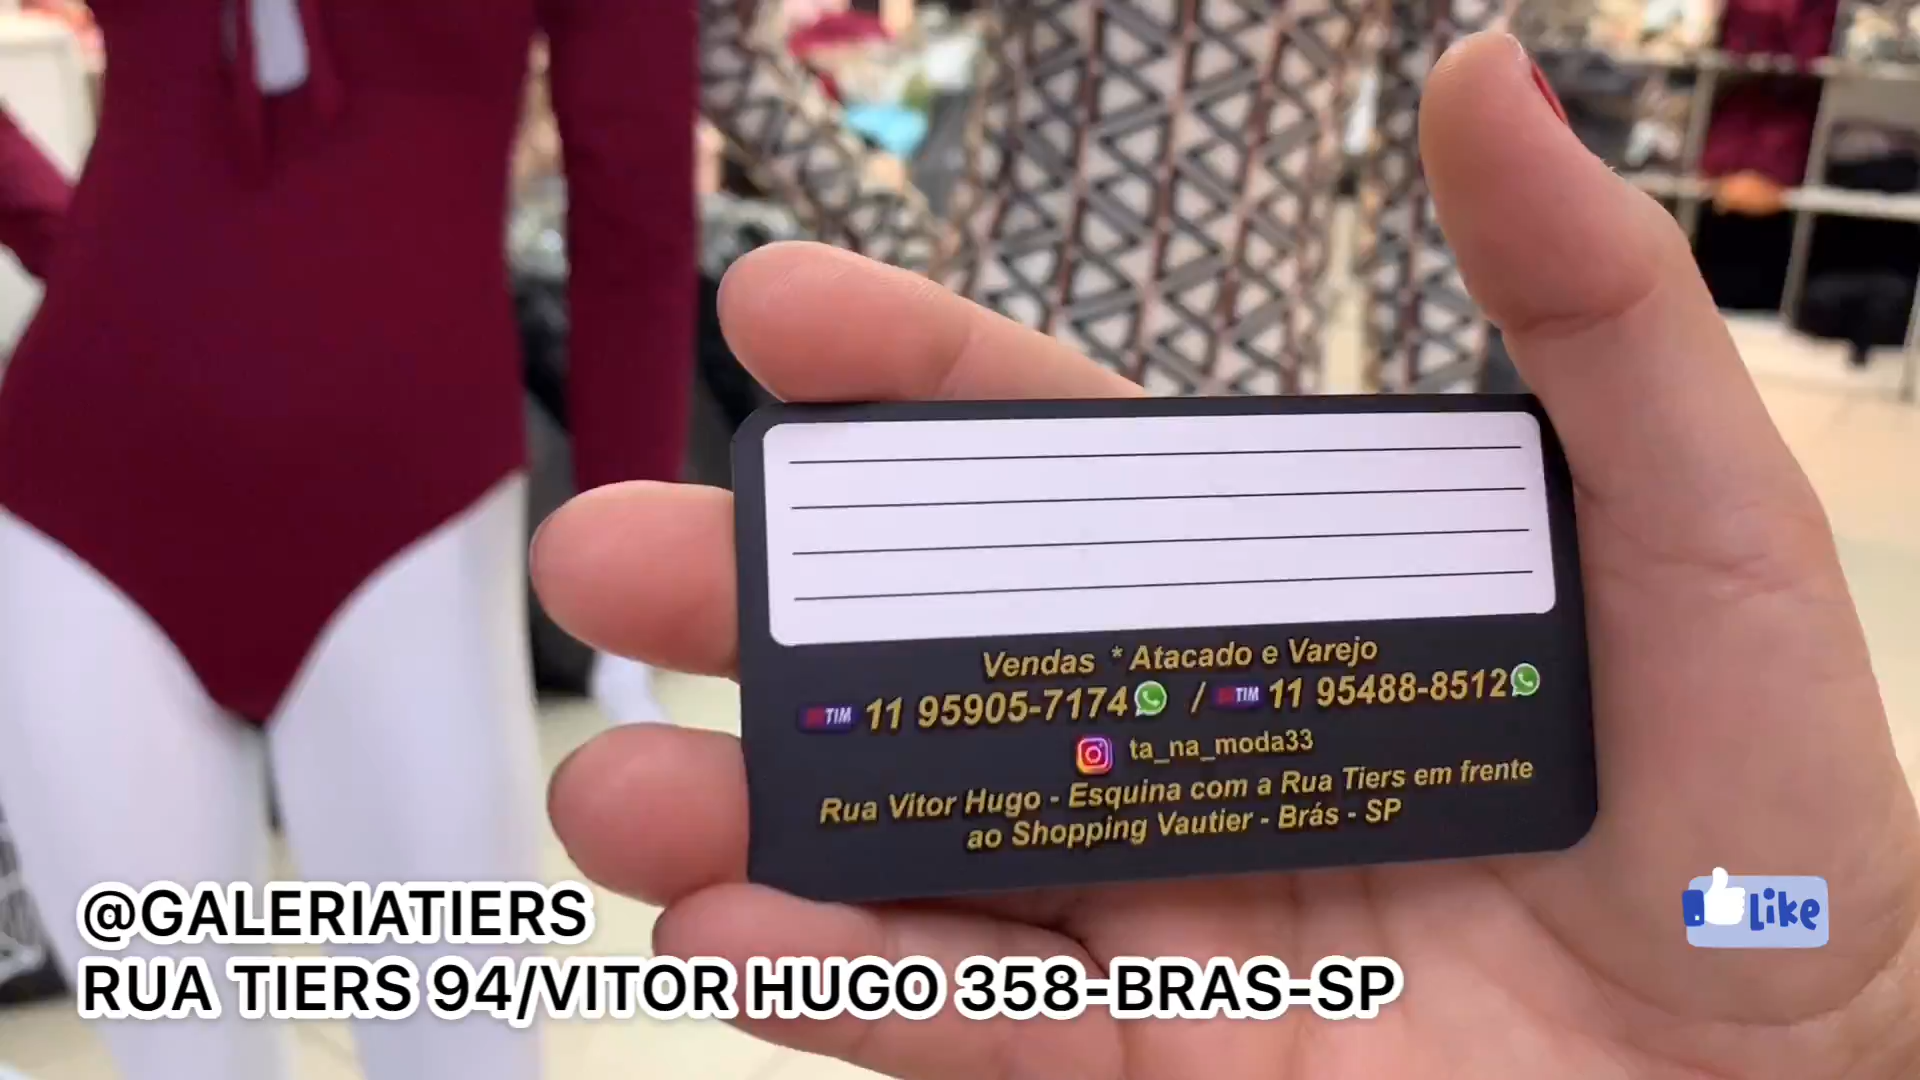 Vendas * Atacado e Varejo
TIM 11 95905-7174 / TIM 11 95488-8512
ta_na_moda33
Rua Vitor Hugo - Esquina com a Rua Tiers em frente
ao Shopping Vautier - Brás - SP
@GALERIATIERS
RUA TIERS 94/VITOR HUGO 358-BRAS-SP
Like